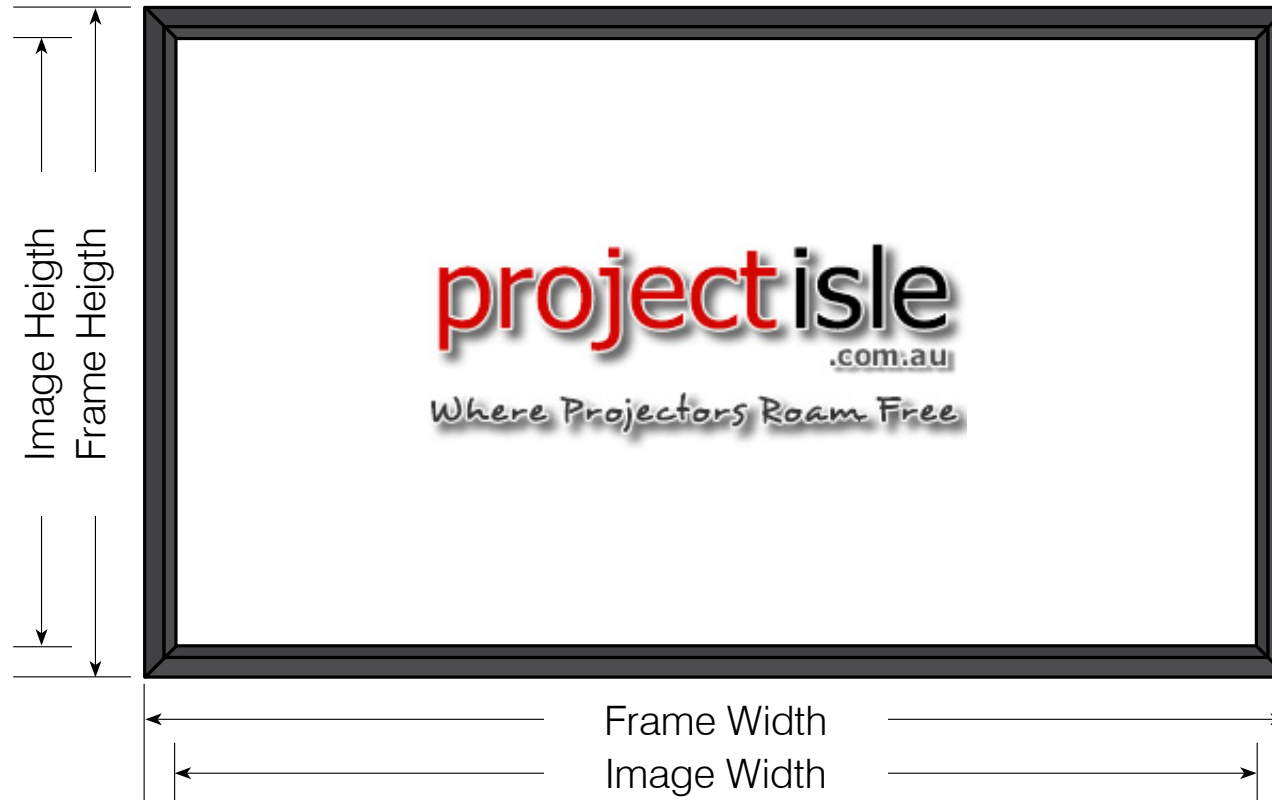 Image Heigth
Frame Heigth
projectisle
.com.au
Where Projectors Roam Free
Frame Width
Image Width